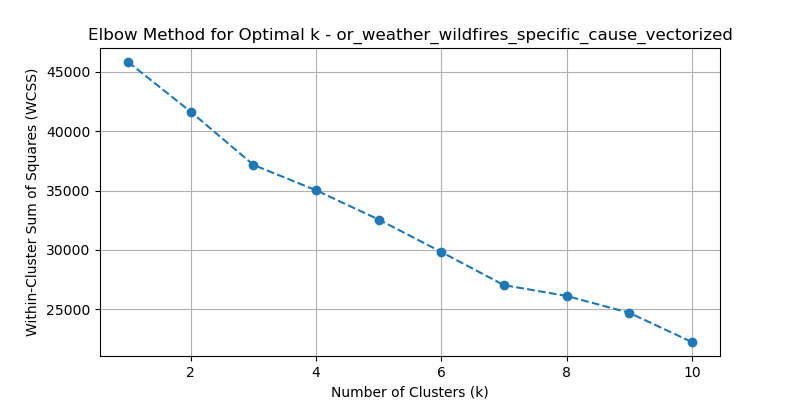 Elbow Method for Optimal k - or_weather_wildfires_specific_cause_vectorized
Within-Cluster Sum of Squares (WCSS)
45000
40000
35000
30000
25000
2 4 6 8 10
Number of Clusters (k)